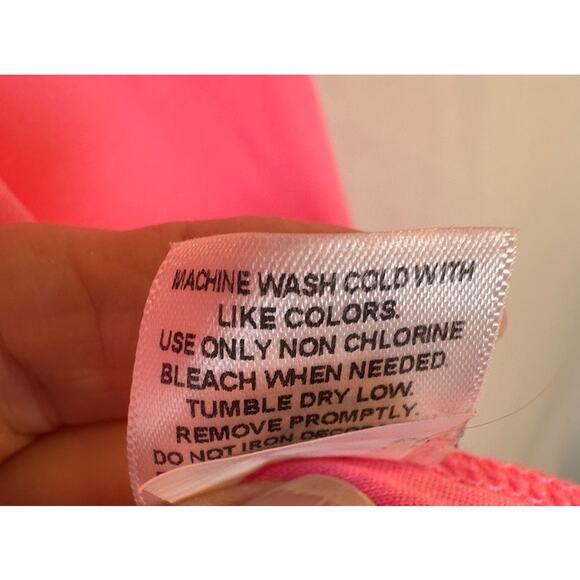 MACHINE WASH COLD WITH
LIKE COLORS.
USE ONLY NON CHLORINE
BLEACH WHEN NEEDED
TUMBLE DRY LOW.
REMOVE PROMPTLY.
DO NOT IRON